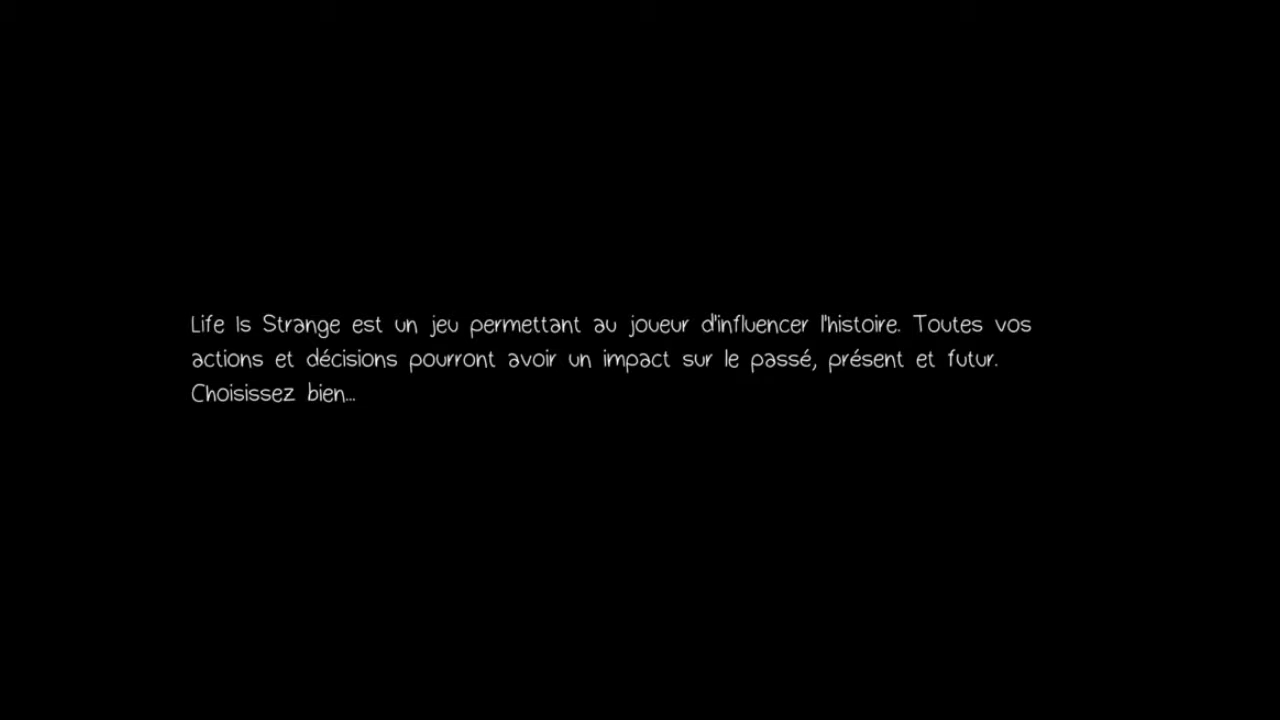 Life Is Strange est un jeu permettant au joueur d'influencer l'histoire. Toutes vos
actions et décisions pourront avoir un impact sur le passé, présent et futur.
Choisissez bien...